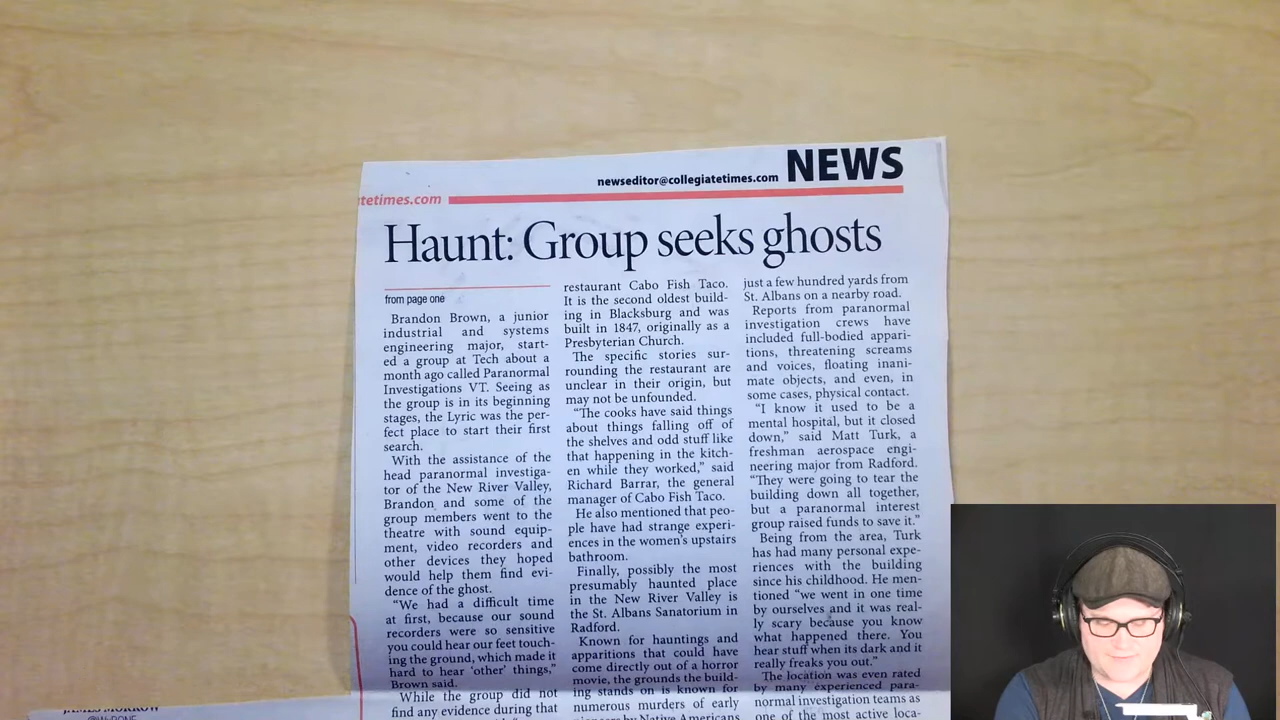 newseditor@collegiatetimes.com NEWS
tetimes.com
Haunt: Group seeks ghosts
from page one
Brandon Brown, a junior
industrial and systems
engineering major, start-
ed a group at Tech about a
month ago called Paranormal
Investigations VT. Seeing as
the group is in its beginning
stages, the Lyric was the per-
fect place to start their first
search.
With the assistance of the
head paranormal investiga-
tor of the New River Valley,
Brandon and some of the
group members went to the
theatre with sound equip-
ment, video recorders and
other devices they hoped
would help them find evi-
dence of the ghost.
“We had a difficult time
at first, because our sound
recorders were so sensitive
you could hear our feet touch-
ing the ground, which made it
hard to hear ‘other’ things,”
Brown said.
While the group did not
find any evidence during that
restaurant Cabo Fish Taco.
It is the second oldest build-
ing in Blacksburg and was
built in 1847, originally as a
Presbyterian Church.
The specific stories sur-
rounding the restaurant are
unclear in their origin, but
may not be unfounded.
“The cooks have said things
about things falling off of
the shelves and odd stuff like
that happening in the kitch-
en while they worked,” said
Richard Barrar, the general
manager of Cabo Fish Taco.
He also mentioned that peo-
ple have had strange experi-
ences in the women’s upstairs
bathroom.
Finally, possibly the most
presumably haunted place
in the New River Valley is
the St. Albans Sanatorium in
Radford.
Known for hauntings and
apparitions that could have
come directly out of a horror
movie, the grounds the build-
ing stands on is known for
numerous murders of early
by Native Americans
just a few hundred yards from
St. Albans on a nearby road.
Reports from paranormal
investigation crews have
included full-bodied appari-
tions, threatening screams
and voices, floating inani-
mate objects, and even, in
some cases, physical contact.
“I know it used to be a
mental hospital, but it closed
down,” said Matt Turk, a
freshman aerospace engi-
neering major from Radford.
“They were going to tear the
building down all together,
but a paranormal interest
group raised funds to save it.”
Being from the area, Turk
has had many personal expe-
riences with the building
since his childhood. He men-
tioned “we went in one time
by ourselves and it was real-
ly scary because you know
what happened there. You
hear stuff when its dark and it
really freaks you out.”
The location was even rated
by many experienced para-
normal investigation teams as
one of the most active loca-
JAMES MORROW